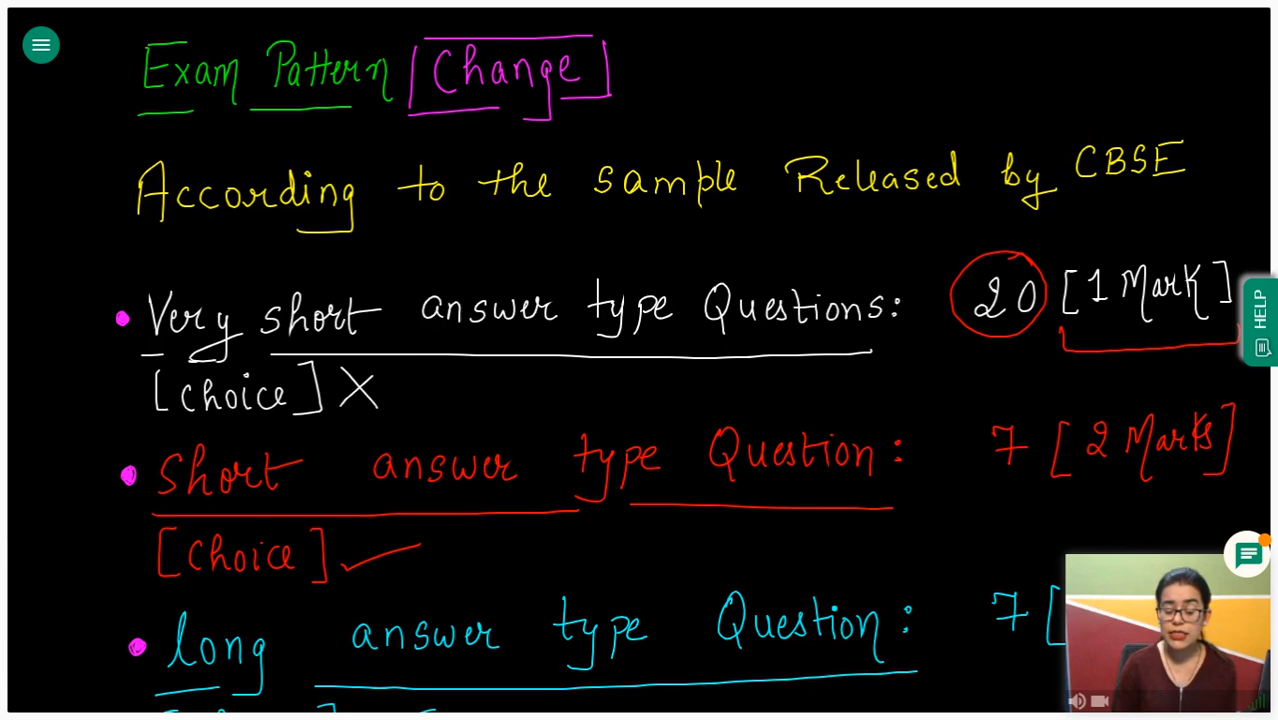 Exam Pattern [Change]
According to the sample Released by CBSE
• Very short answer type Questions: 20 [1 Mark]
[Choice] X
• Short answer type Question: 7 [2 Marks]
[Choice] ✓
• long answer type Question: 7 [
HELP